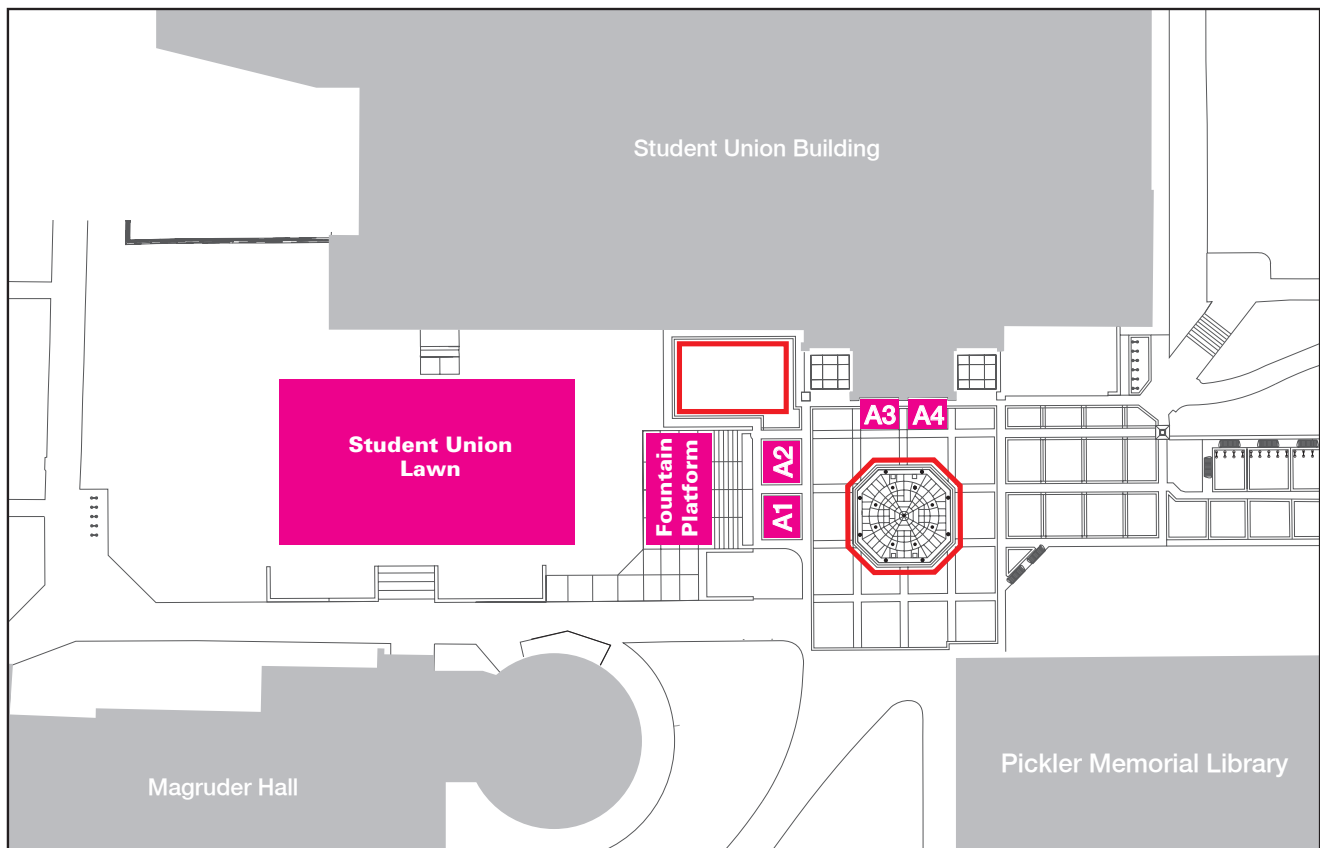 Student Union Building
A3
A4
Student Union
Lawn
Fountain
Platform
A2
A1
Magruder Hall
Pickler Memorial Library